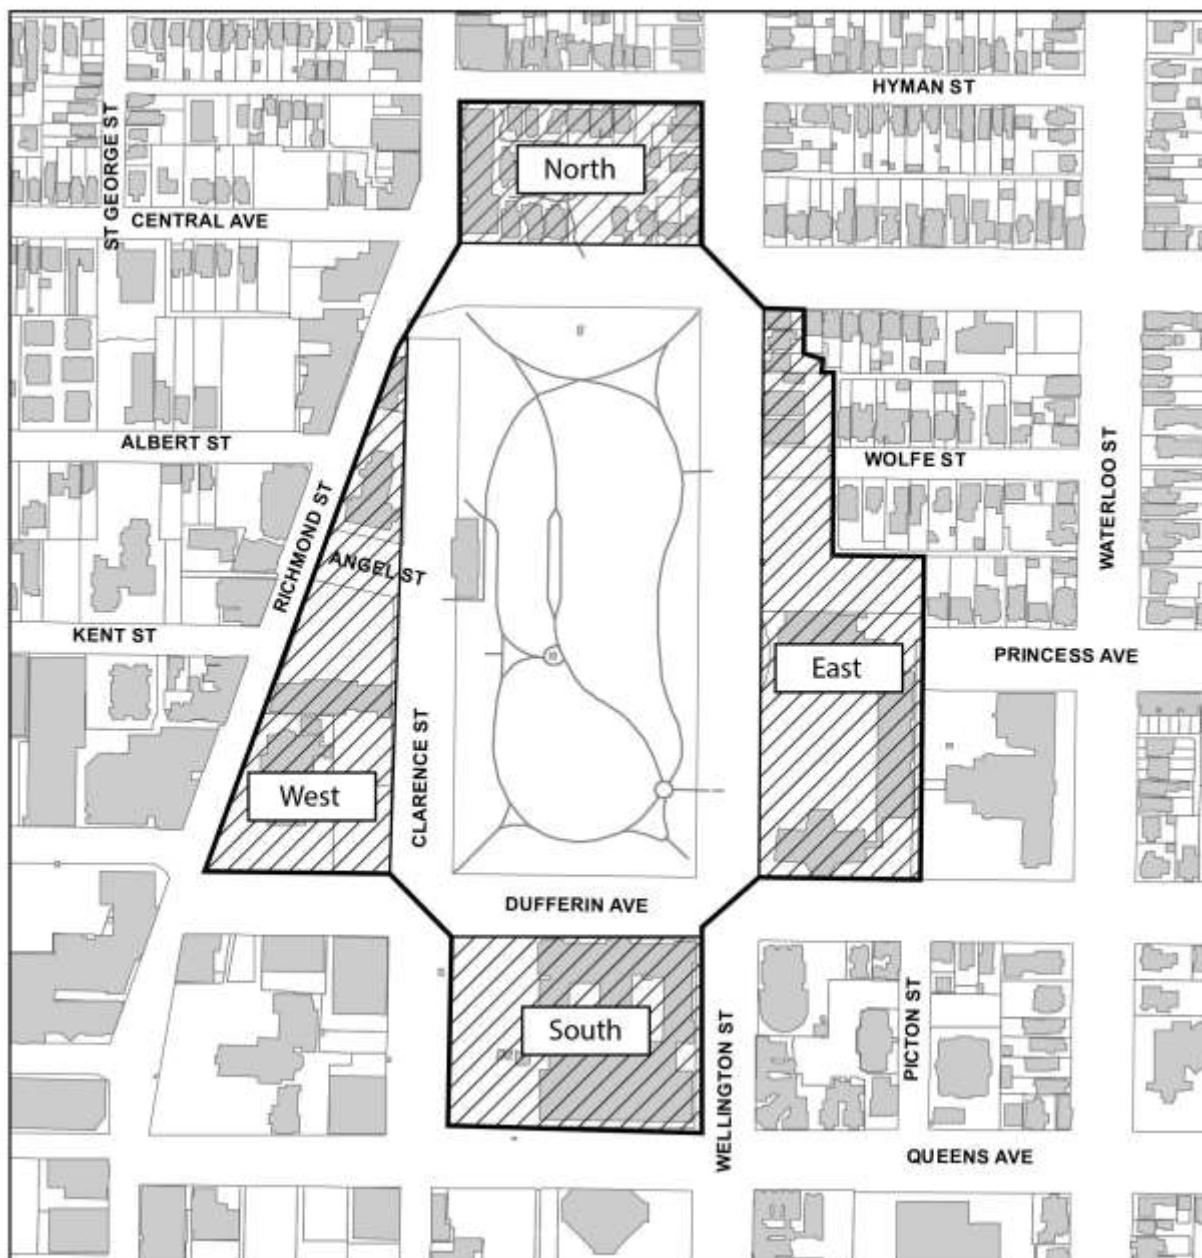 HYMAN ST
ST GEORGE ST
North
CENTRAL AVE
ALBERT ST
WOLFE ST
WATERLOO ST
RICHMOND ST
ANGEL ST
KENT ST
PRINCESS AVE
East
CLARENCE ST
West
DUFFERIN AVE
South
WELLINGTON ST
PICTON ST
QUEENS AVE